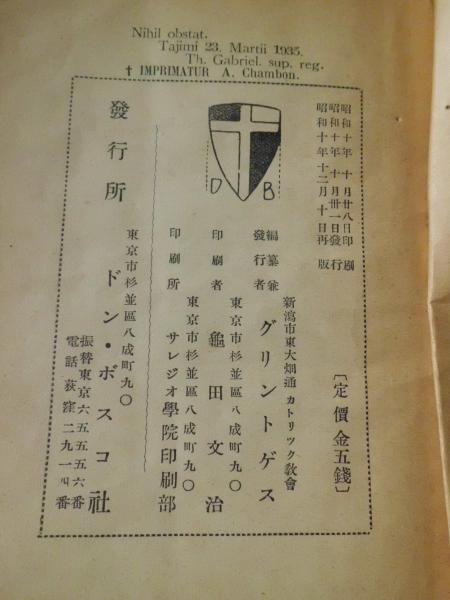 Nihil obstat.
Tajimi 23. Martii 1935.
Th. Gabriel. sup. reg.
† IMPRIMATUR A. Chambon.
昭和十年十月廿八日印刷
昭和十年十月卅一日發行
昭和十年十二月十日再版
〔定價金五錢〕
D B
新瀉市東大畑通カトリック敎會
編纂兼
發行者 グリントゲス
東京市杉並區八成町九〇
印刷者 龜田文治
東京市杉並區八成町九〇
印刷所 サレジオ學院印刷部
東京市杉並區八成町九〇
發行所 ドン・ボスコ社
振替東京六五五五六番
電話荻窪二九一四番